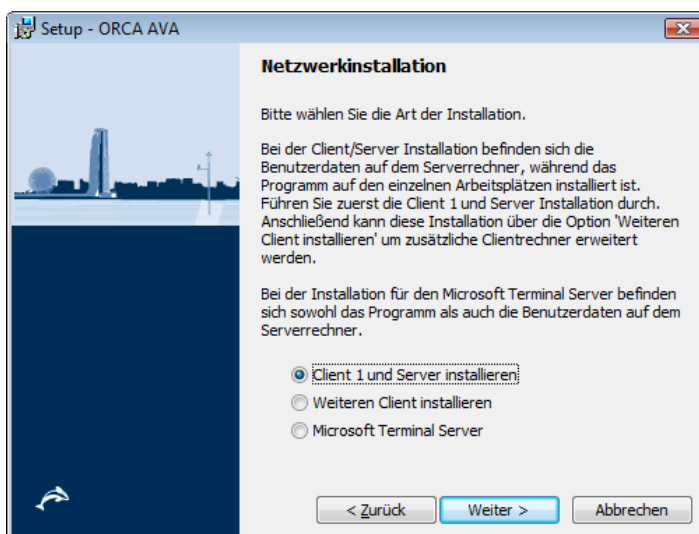 Setup - ORCA AVA
Netzwerkinstallation
Bitte wählen Sie die Art der Installation.
Bei der Client/Server Installation befinden sich die
Benutzerdaten auf dem Serverrechner, während das
Programm auf den einzelnen Arbeitsplätzen installiert ist.
Führen Sie zuerst die Client 1 und Server Installation durch.
Anschließend kann diese Installation über die Option 'Weiteren
Client installieren' um zusätzliche Clientrechner erweitert
werden.
Bei der Installation für den Microsoft Terminal Server befinden
sich sowohl das Programm als auch die Benutzerdaten auf dem
Serverrechner.
Client 1 und Server installieren
Weiteren Client installieren
Microsoft Terminal Server
< Zurück Weiter > Abbrechen